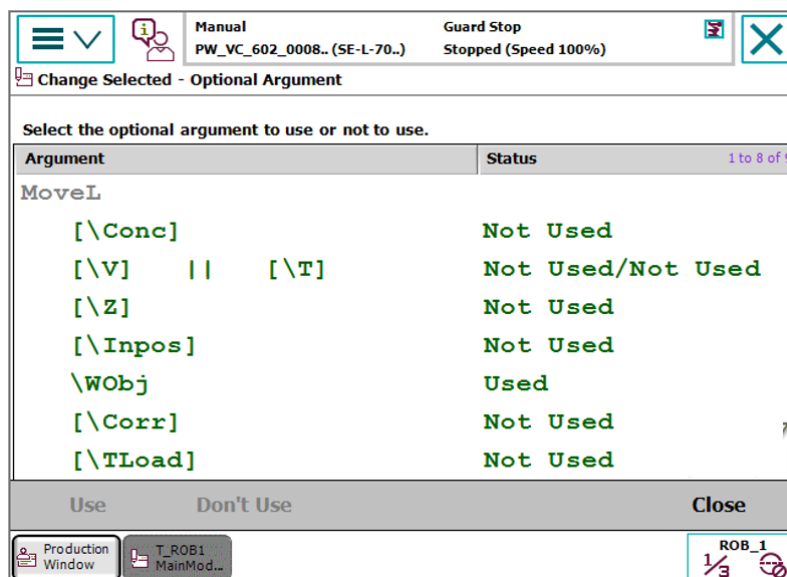 Manual
PW_VC_602_0008.. (SE-L-70..)
Guard Stop
Stopped (Speed 100%)
Change Selected - Optional Argument
Select the optional argument to use or not to use.
Argument Status 1 to 8 of 9
MoveL
[\Conc] Not Used
[\V] || [\T] Not Used/Not Used
[\Z] Not Used
[\Inpos] Not Used
\WObj Used
[\Corr] Not Used
[\TLoad] Not Used
Use Don't Use Close
Production
Window
T_ROB1
MainMod...
ROB_1
1/3